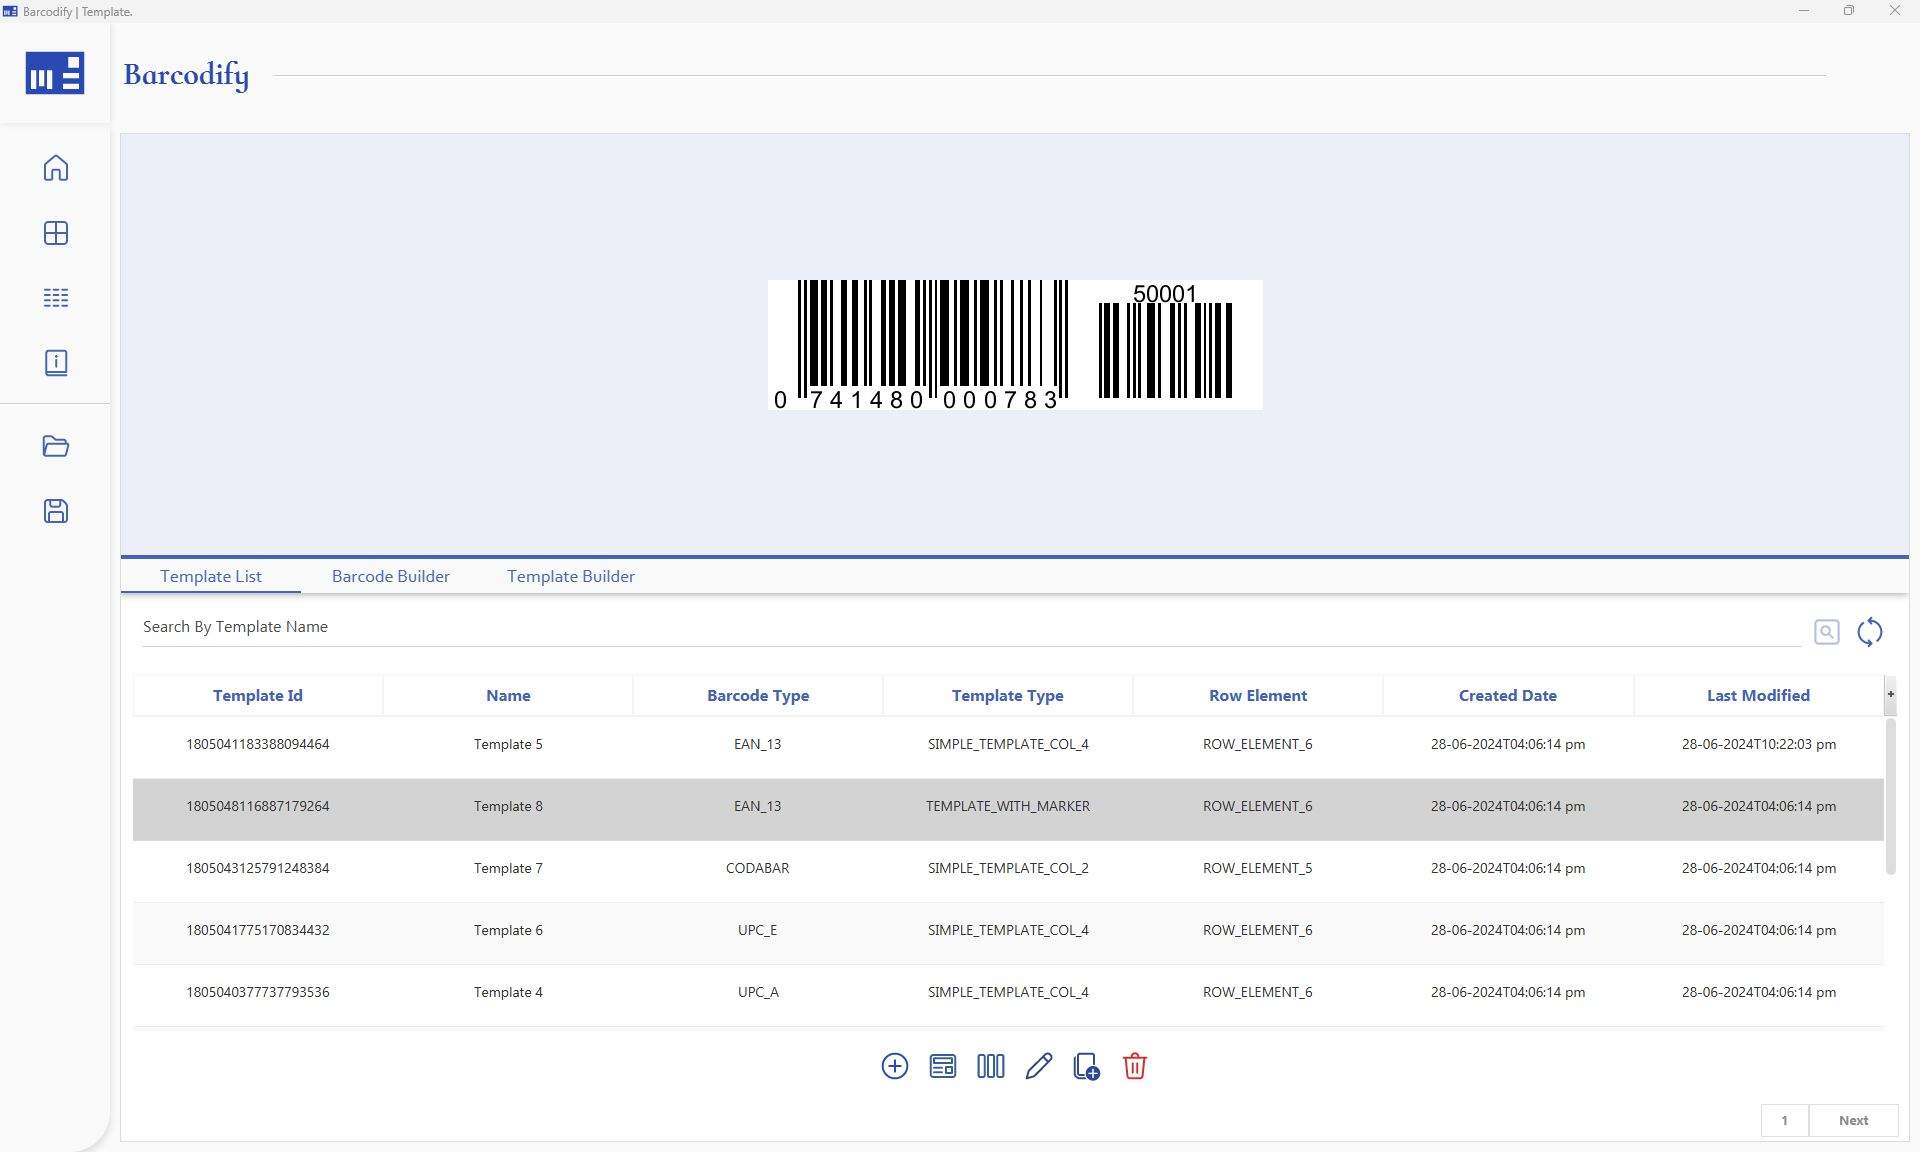 Barcodify | Template.
Barcodify
50001
0 741480 000783
Template List Barcode Builder Template Builder
Search By Template Name
Template Id Name Barcode Type Template Type Row Element Created Date Last Modified +
1805041183388094464 Template 5 EAN_13 SIMPLE_TEMPLATE_COL_4 ROW_ELEMENT_6 28-06-2024T04:06:14 pm 28-06-2024T10:22:03 pm
1805048116887179264 Template 8 EAN_13 TEMPLATE_WITH_MARKER ROW_ELEMENT_6 28-06-2024T04:06:14 pm 28-06-2024T04:06:14 pm
1805043125791248384 Template 7 CODABAR SIMPLE_TEMPLATE_COL_2 ROW_ELEMENT_5 28-06-2024T04:06:14 pm 28-06-2024T04:06:14 pm
1805041775170834432 Template 6 UPC_E SIMPLE_TEMPLATE_COL_4 ROW_ELEMENT_6 28-06-2024T04:06:14 pm 28-06-2024T04:06:14 pm
1805040377737793536 Template 4 UPC_A SIMPLE_TEMPLATE_COL_4 ROW_ELEMENT_6 28-06-2024T04:06:14 pm 28-06-2024T04:06:14 pm
1 Next